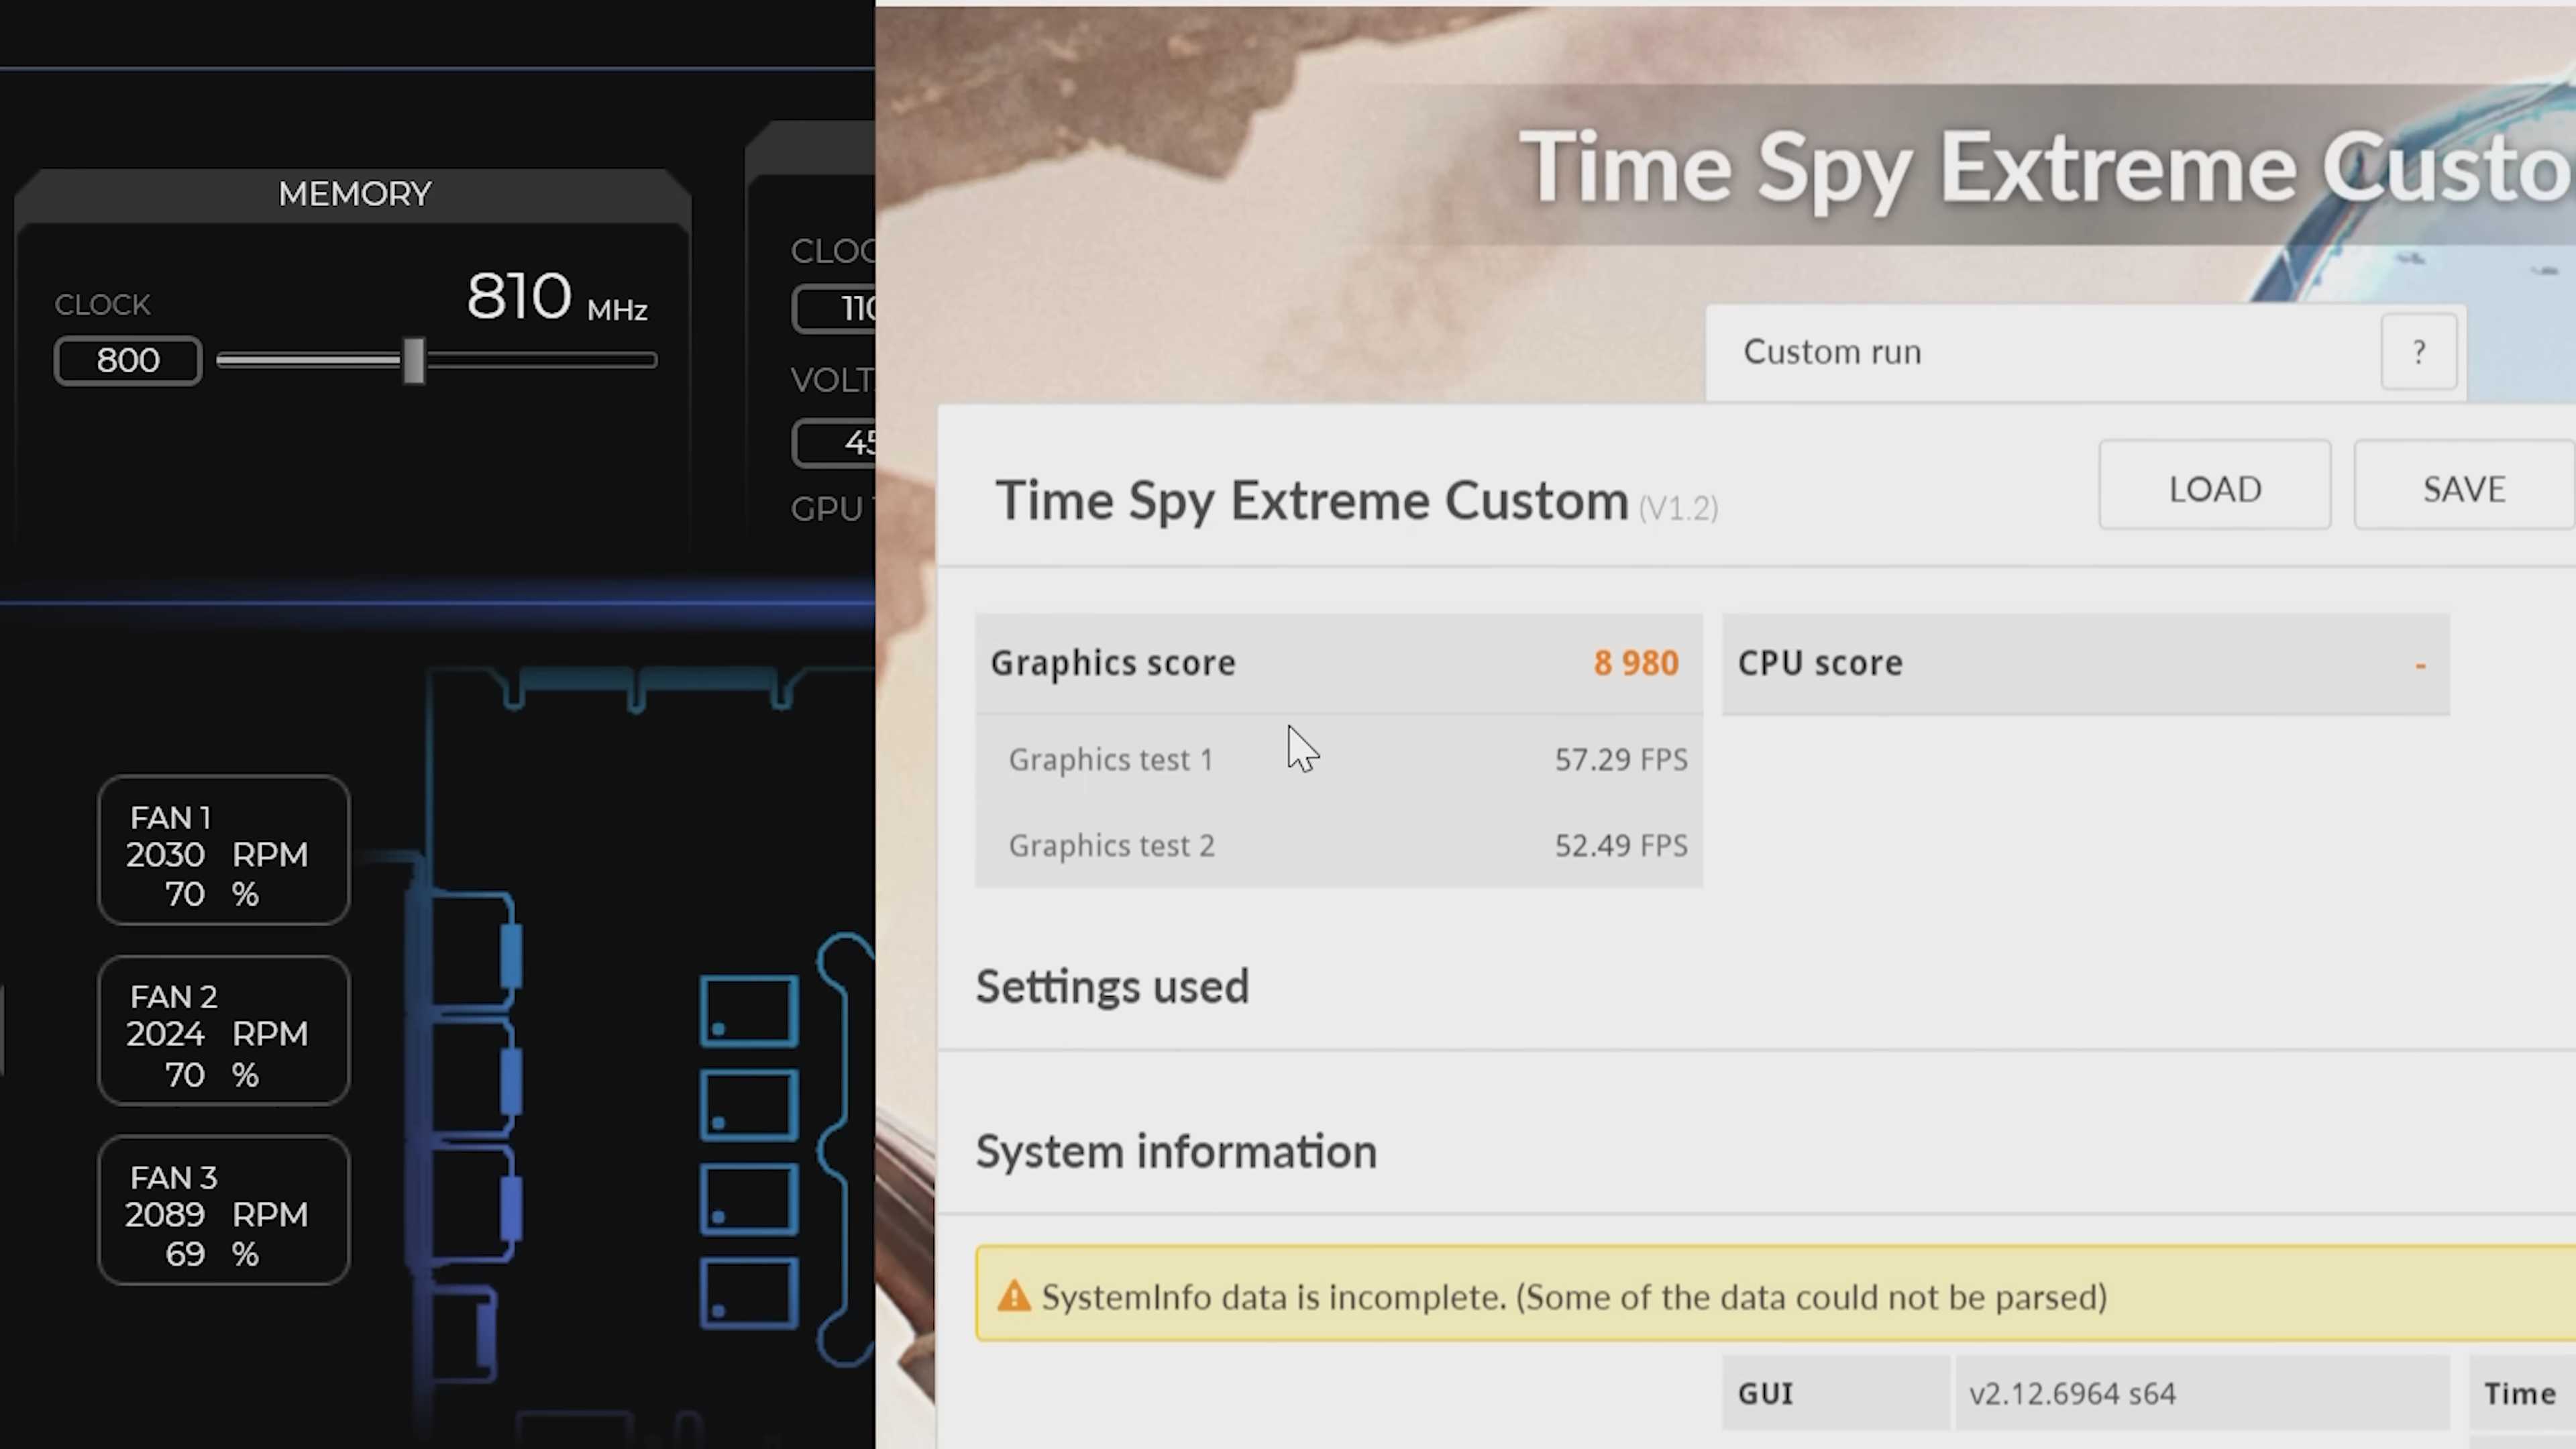 MEMORY
CLOCK
810 MHz
800
FAN 1
2030 RPM
70 %
FAN 2
2024 RPM
70 %
FAN 3
2089 RPM
69 %
GPU
Time Spy Extreme
Custom run
?
Time Spy Extreme Custom (V1.2)
LOAD
SAVE
Graphics score 8 980
CPU score -
Graphics test 1 57.29 FPS
Graphics test 2 52.49 FPS
Settings used
System information
SystemInfo data is incomplete. (Some of the data could not be parsed)
GUI v2.12.6964 s64
Time